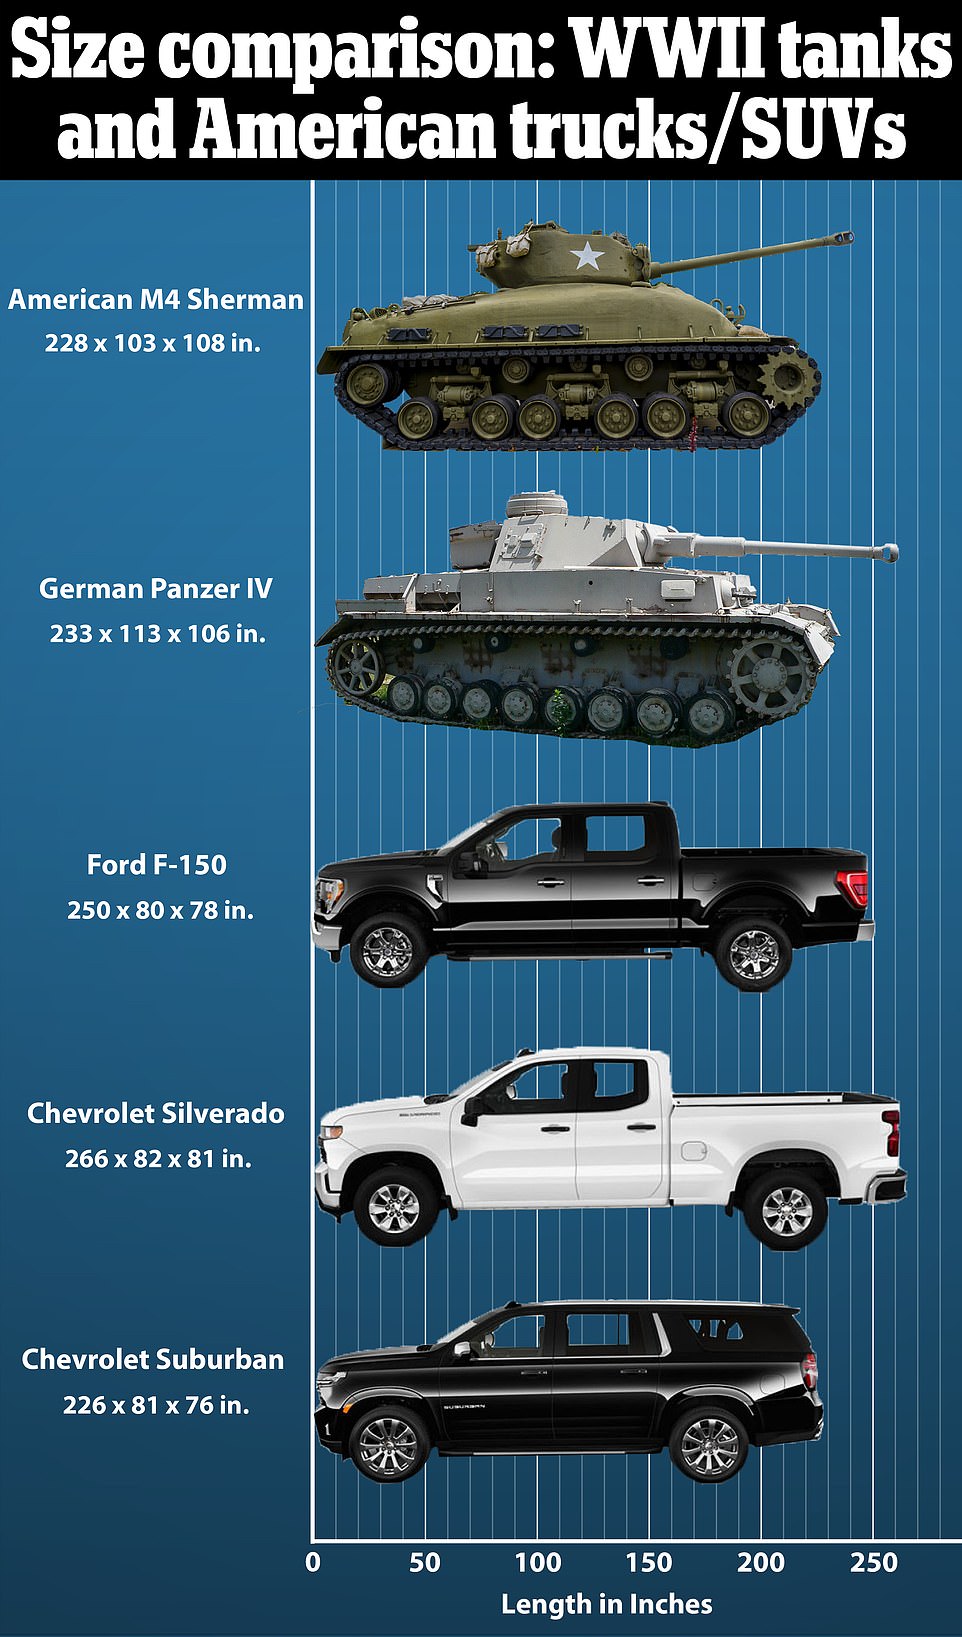 Size comparison: WWII tanks
and American trucks/SUVs
American M4 Sherman
228 x 103 x 108 in.
German Panzer IV
233 x 113 x 106 in.
Ford F-150
250 x 80 x 78 in.
Chevrolet Silverado
266 x 82 x 81 in.
Chevrolet Suburban
226 x 81 x 76 in.
SUBURBAN
0 50 100 150 200 250
Length in Inches